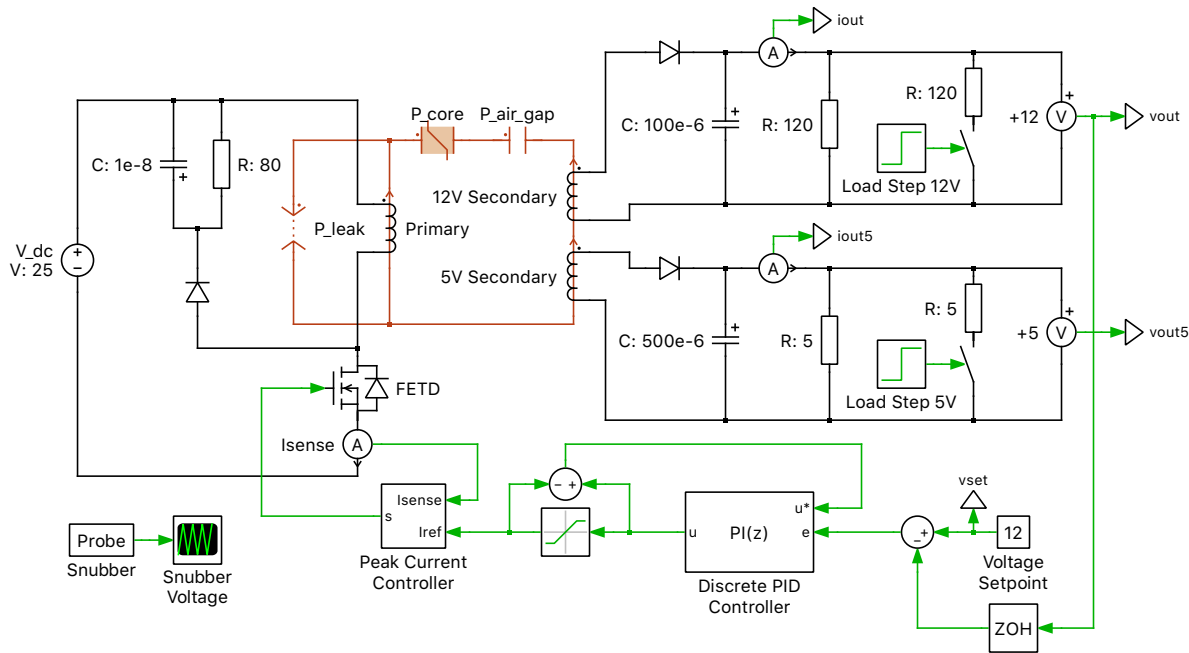 iout
P_core
P_air_gap
A
R: 120
C: 1e-8
R: 80
C: 100e-6
R: 120
+12
V
vout
Load Step 12V
12V Secondary
P_leak
Primary
iout5
V_dc
V: 25
5V Secondary
A
R: 5
C: 500e-6
R: 5
+5
V
vout5
FETD
Load Step 5V
Isense
A
vset
Isense
s
Iref
Peak Current
Controller
u*
u
PI(z)
e
Discrete PID
Controller
12
Voltage
Setpoint
Probe
Snubber
Snubber
Voltage
ZOH